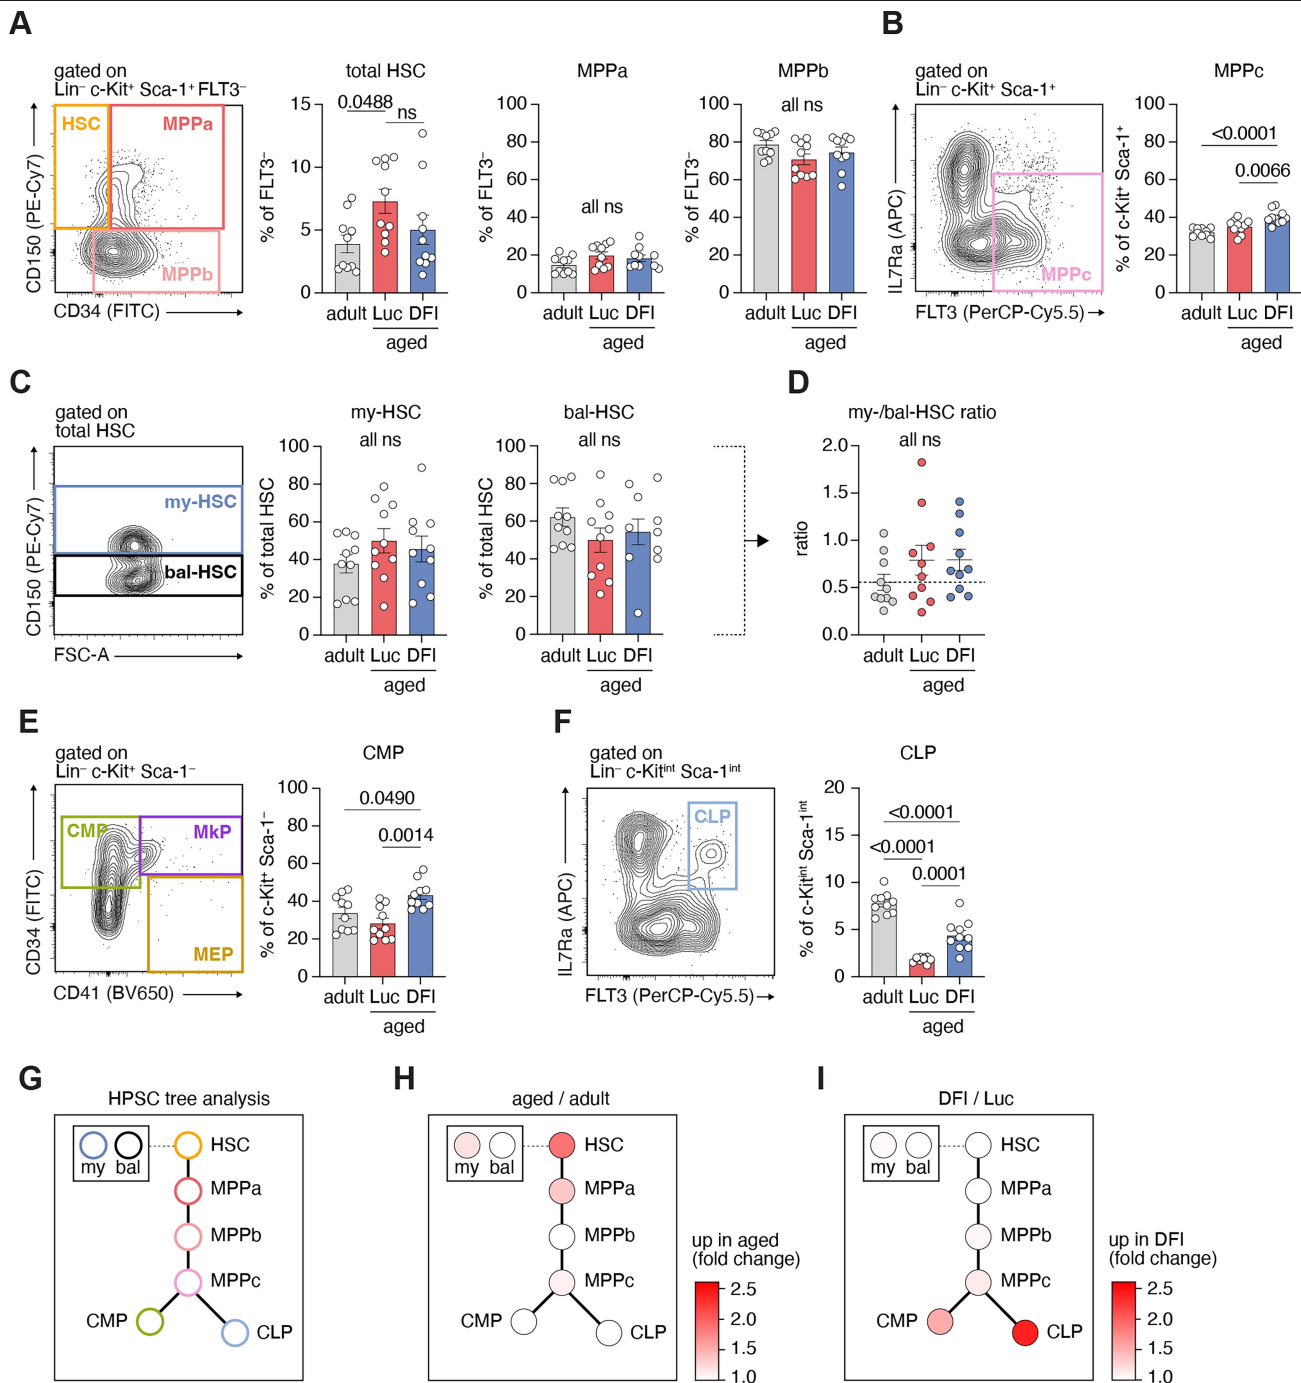 A
gated on
Lin⁻ c-Kit⁺ Sca-1⁺ FLT3⁻
HSC
MPPa
MPPb
CD150 (PE-Cy7)
CD34 (FITC)
total HSC
0.0488
ns
% of FLT3⁻
15
10
5
0
adult Luc DFI
aged
MPPa
all ns
% of FLT3⁻
100
80
60
40
20
0
adult Luc DFI
aged
MPPb
all ns
% of FLT3⁻
100
80
60
40
20
0
adult Luc DFI
aged
B
gated on
Lin⁻ c-Kit⁺ Sca-1⁺
MPPc
IL7Ra (APC)
FLT3 (PerCP-Cy5.5)
MPPc
<0.0001
0.0066
% of c-Kit⁺ Sca-1⁺
100
80
60
40
20
0
adult Luc DFI
aged
C
gated on
total HSC
my-HSC
bal-HSC
CD150 (PE-Cy7)
FSC-A
my-HSC
all ns
% of total HSC
100
80
60
40
20
0
adult Luc DFI
aged
bal-HSC
all ns
% of total HSC
100
80
60
40
20
0
adult Luc DFI
aged
D
my-/bal-HSC ratio
all ns
ratio
2.0
1.5
1.0
0.5
0.0
adult Luc DFI
aged
E
gated on
Lin⁻ c-Kit⁺ Sca-1⁻
CMP
MkP
MEP
CD34 (FITC)
CD41 (BV650)
CMP
0.0490
0.0014
% of c-Kit⁺ Sca-1⁻
100
80
60
40
20
0
adult Luc DFI
aged
F
gated on
Lin⁻ c-Kitⁱⁿᵗ Sca-1ⁱⁿᵗ
CLP
IL7Ra (APC)
FLT3 (PerCP-Cy5.5)
CLP
<0.0001
<0.0001
0.0001
% of c-Kitⁱⁿᵗ Sca-1ⁱⁿᵗ
20
15
10
5
0
adult Luc DFI
aged
G
HPSC tree analysis
my bal
HSC
MPPa
MPPb
MPPc
CMP
CLP
H
aged / adult
my bal
HSC
MPPa
MPPb
MPPc
CMP
CLP
up in aged
(fold change)
2.5
2.0
1.5
1.0
I
DFI / Luc
my bal
HSC
MPPa
MPPb
MPPc
CMP
CLP
up in DFI
(fold change)
2.5
2.0
1.5
1.0